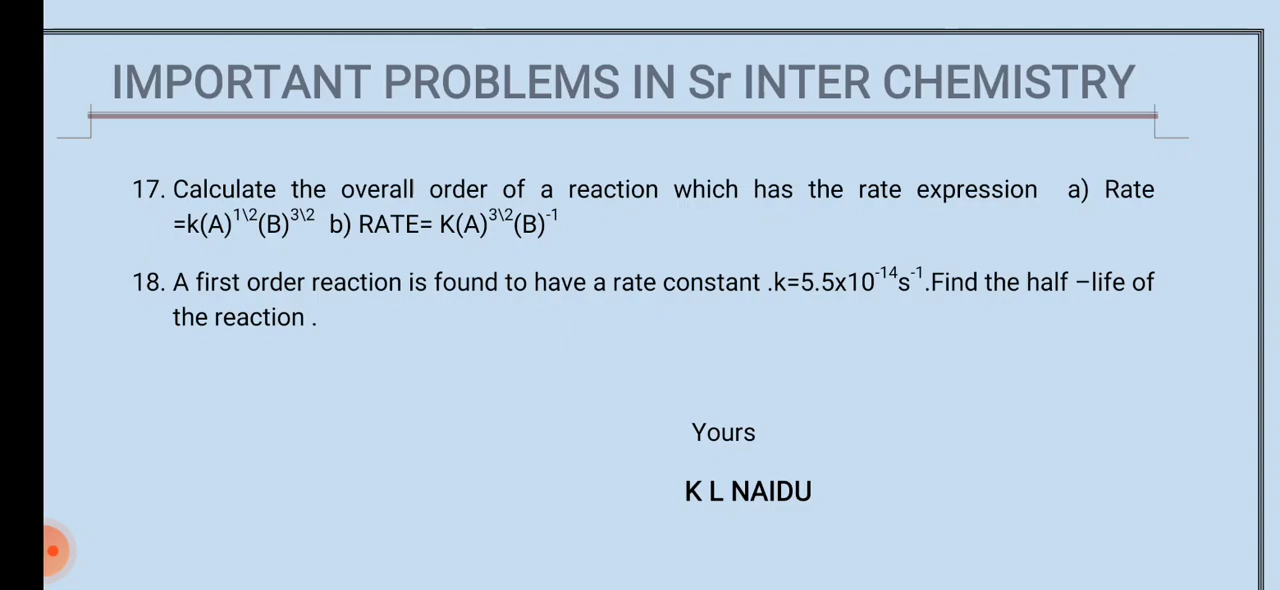 IMPORTANT PROBLEMS IN Sr INTER CHEMISTRY
17. Calculate the overall order of a reaction which has the rate expression a) Rate
=k(A)^1\2(B)^3\2 b) RATE= K(A)^3\2(B)^-1
18. A first order reaction is found to have a rate constant .k=5.5x10^-14s^-1.Find the half –life of
the reaction .
Yours
K L NAIDU